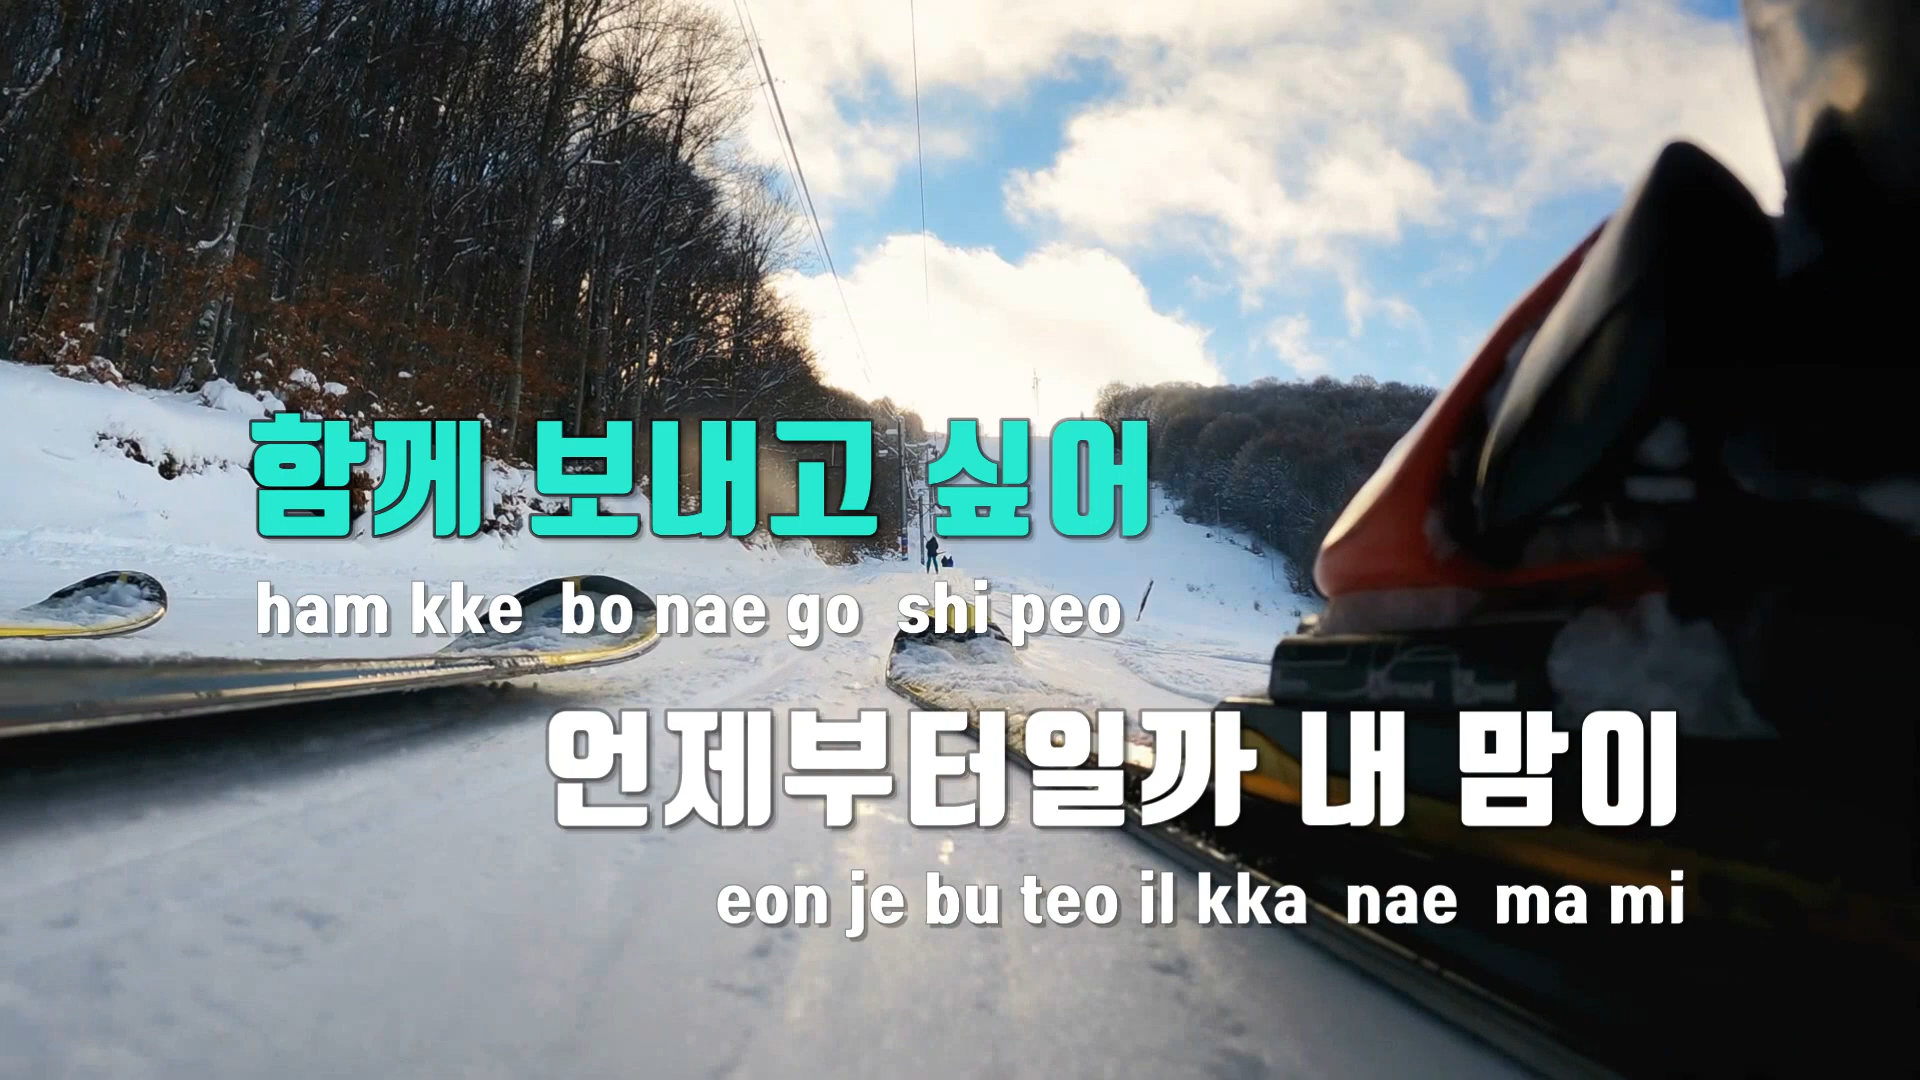 함께 보내고 싶어
ham kke bo nae go shi peo
언제부터일까 내 맘이
eon je bu teo il kka nae ma mi